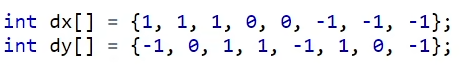 int dx[] = {1, 1, 1, 0, 0, -1, -1, -1};
int dy[] = {-1, 0, 1, 1, -1, 1, 0, -1};